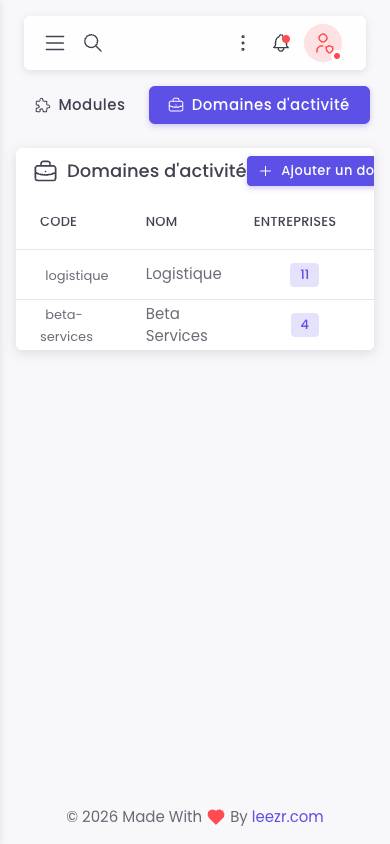 Modules
Domaines d'activité
Domaines d'activité
Ajouter un do
CODE NOM ENTREPRISES
logistique Logistique 11
beta-
services
Beta
Services
4
© 2026 Made With By leezr.com